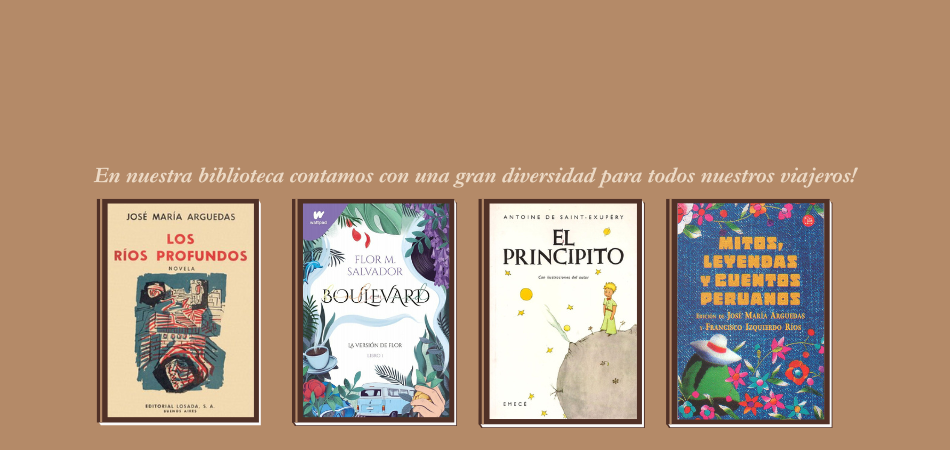 En nuestra biblioteca contamos con una gran diversidad para todos nuestros viajeros!
JOSÉ MARÍA ARGUEDAS
LOS
RÍOS PROFUNDOS
NOVELA
EDITORIAL LOSADA, S. A.
BUENOS AIRES
wattpad
FLOR M.
SALVADOR
BOULEVARD
LA VERSIÓN DE FLOR
LIBRO 1
ANTOINE DE SAINT-EXUPÉRY
EL
PRINCIPITO
Con ilustraciones del autor
EMECÉ
MITOS,
LEYENDAS
Y CUENTOS
PERUANOS
EDICIÓN DE JOSÉ MARÍA ARGUEDAS
Y FRANCISCO IZQUIERDO RÍOS